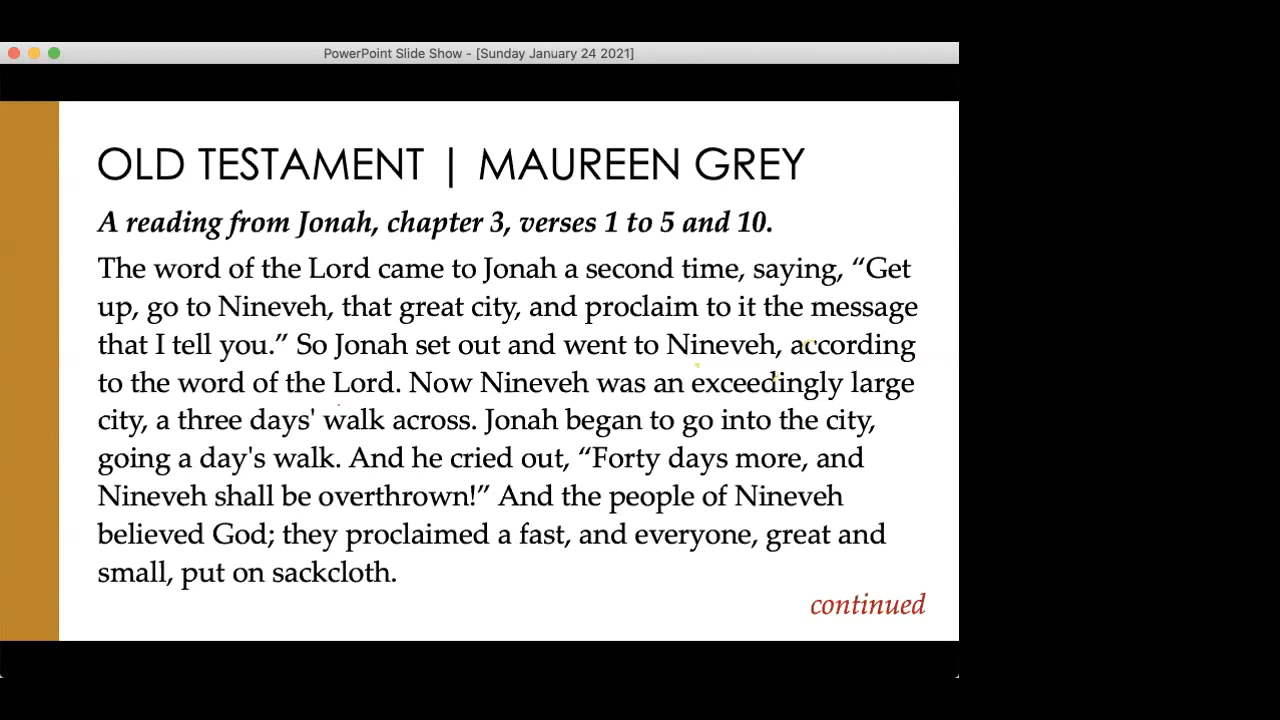 PowerPoint Slide Show - [Sunday January 24 2021]
OLD TESTAMENT | MAUREEN GREY
A reading from Jonah, chapter 3, verses 1 to 5 and 10.
The word of the Lord came to Jonah a second time, saying, “Get
up, go to Nineveh, that great city, and proclaim to it the message
that I tell you.” So Jonah set out and went to Nineveh, according
to the word of the Lord. Now Nineveh was an exceedingly large
city, a three days' walk across. Jonah began to go into the city,
going a day's walk. And he cried out, “Forty days more, and
Nineveh shall be overthrown!” And the people of Nineveh
believed God; they proclaimed a fast, and everyone, great and
small, put on sackcloth.
continued